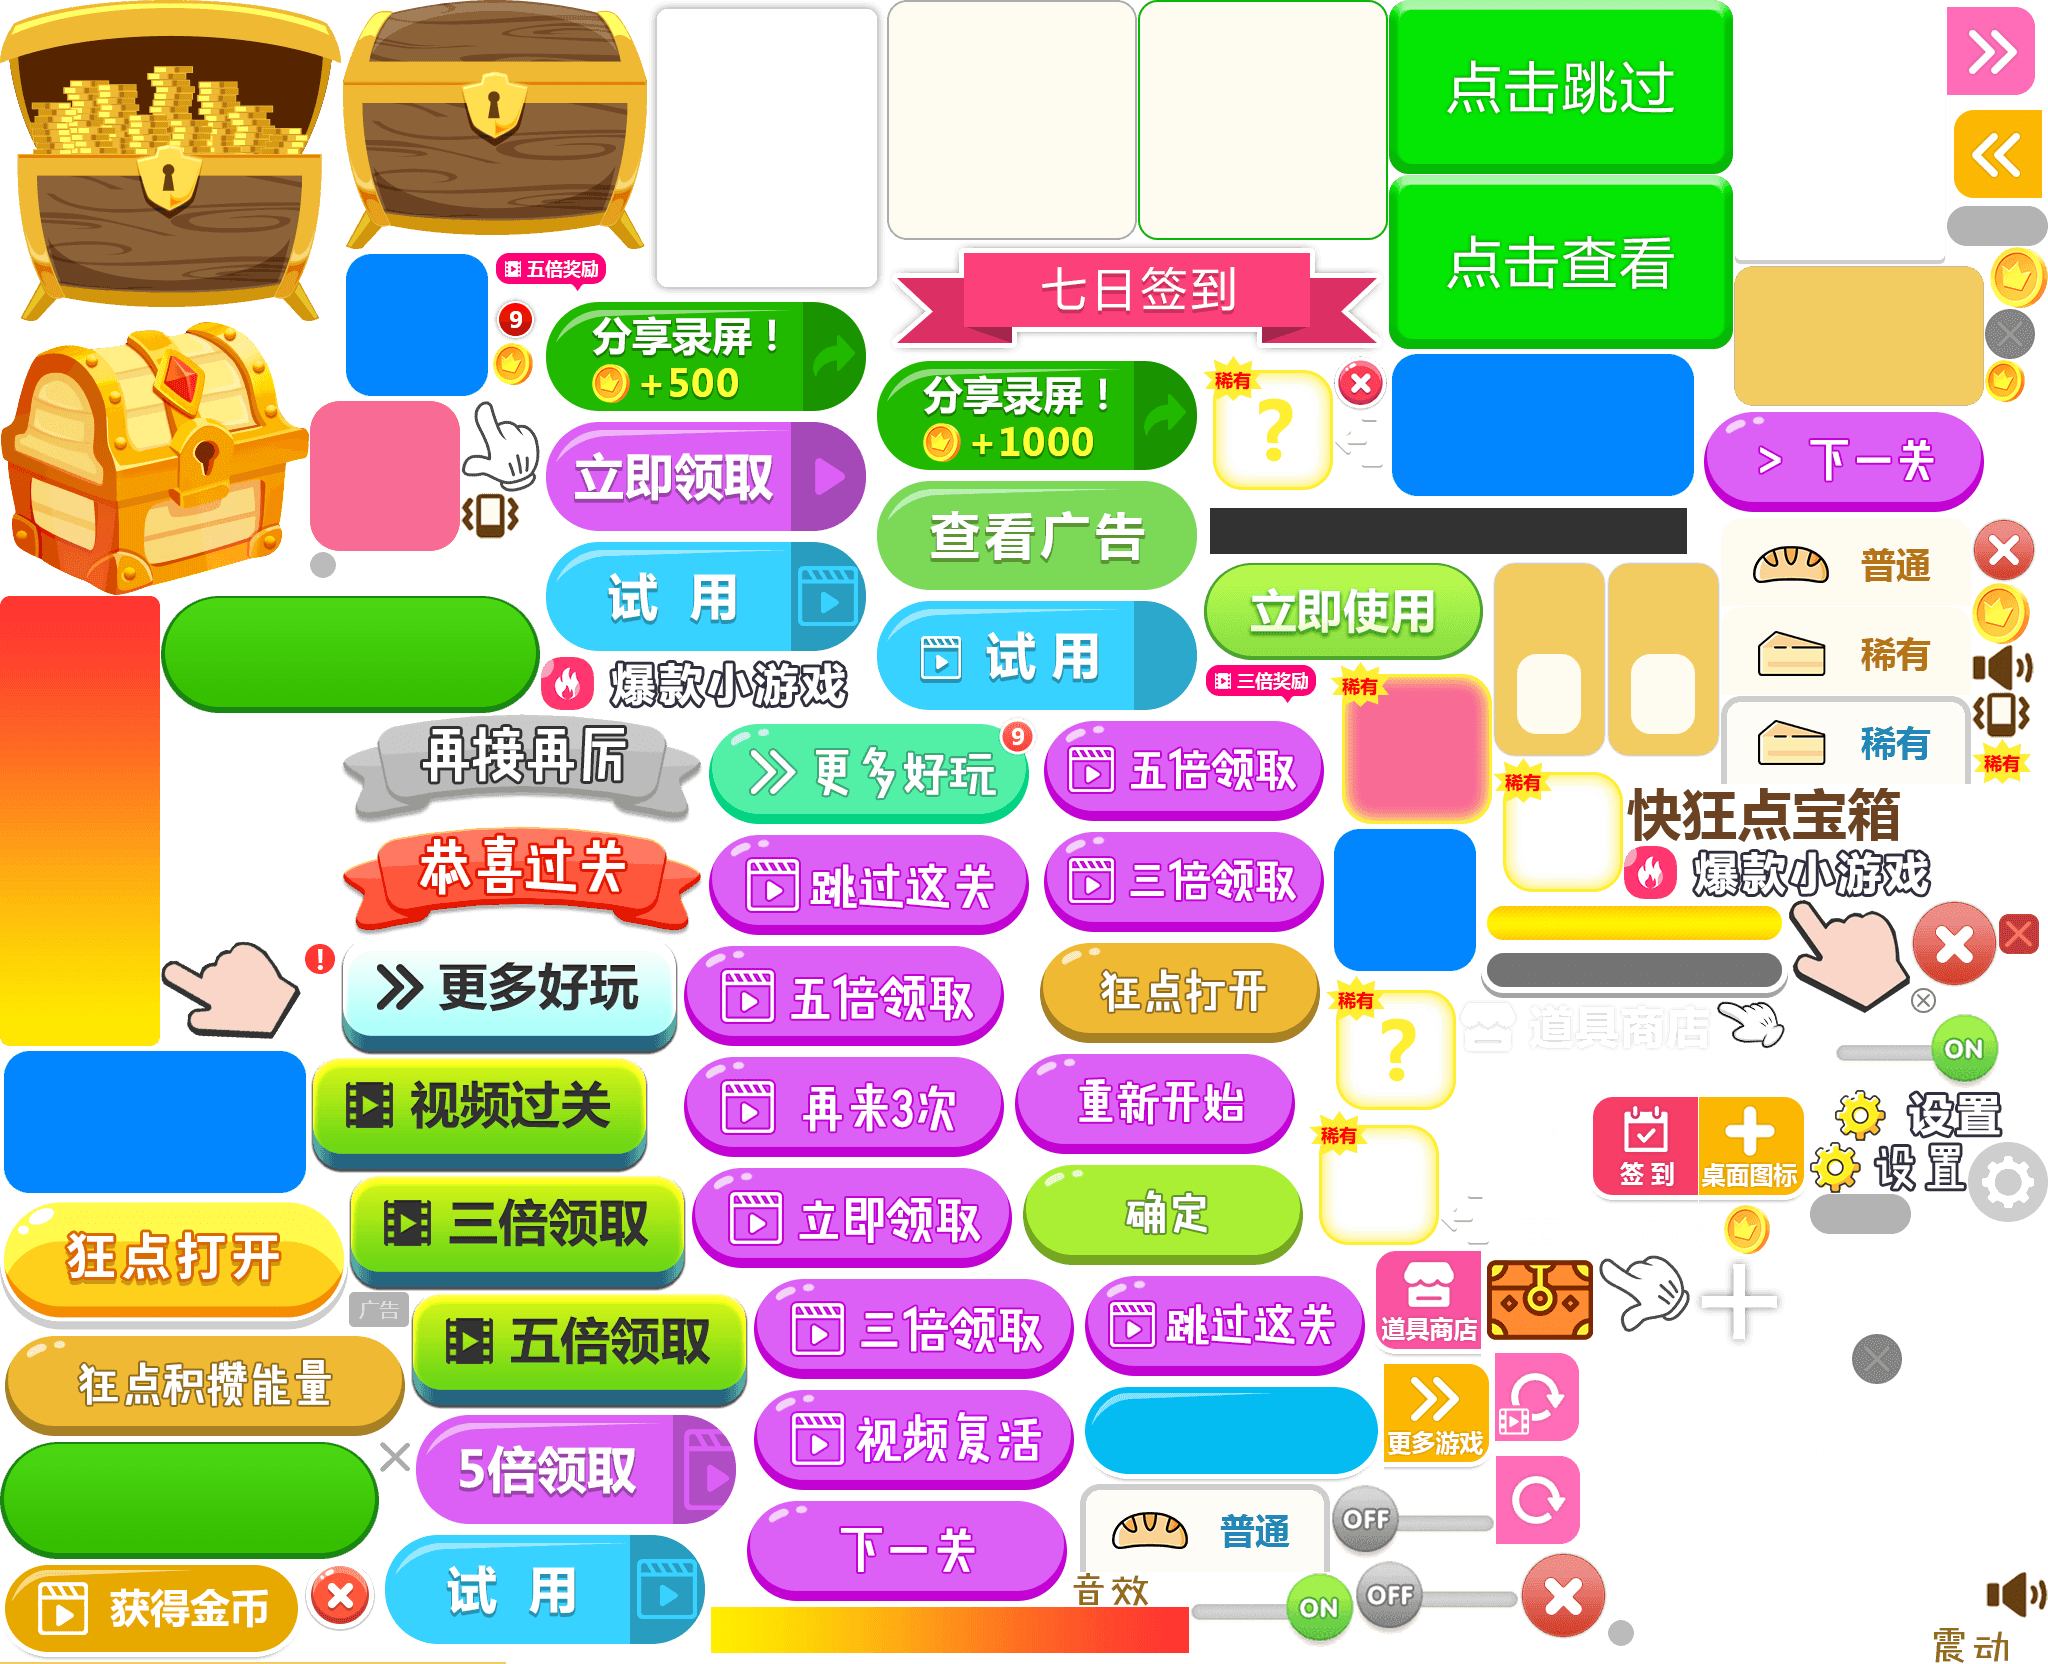 点击跳过
点击查看
五倍奖励
七日签到
9
分享录屏！
+500
分享录屏！
+1000
稀有
?
> 下一关
立即领取
查看广告
普通
试 用
试 用
立即使用
稀有
爆款小游戏
三倍奖励
稀有
稀有
稀有
再接再厉
更多好玩
9
五倍领取
稀有
快狂点宝箱
恭喜过关
跳过这关
三倍领取
爆款小游戏
!
更多好玩
五倍领取
狂点打开
稀有
?
道具商店
ON
视频过关
再来3次
重新开始
稀有
签到
桌面图标
设置
设置
三倍领取
立即领取
确定
狂点打开
广告
五倍领取
三倍领取
跳过这关
道具商店
狂点积攒能量
5倍领取
视频复活
更多游戏
下一关
普通
OFF
获得金币
试 用
音效
ON
OFF
震动